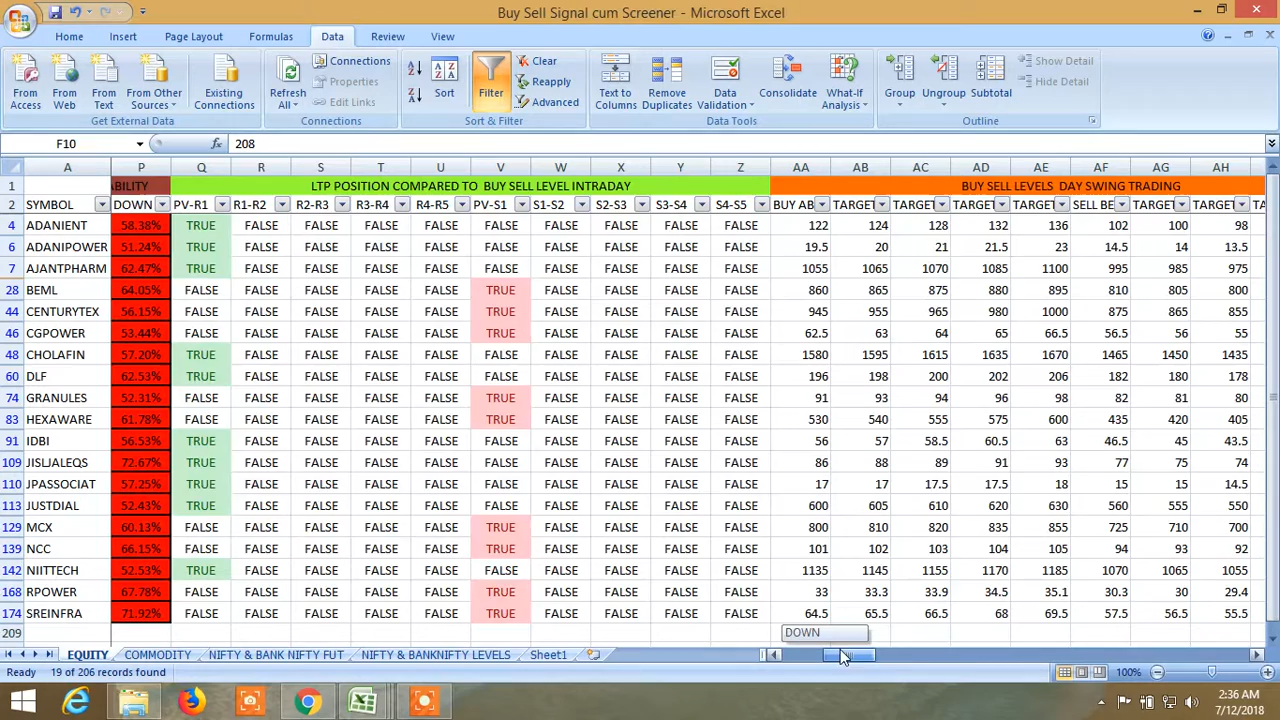 Buy Sell Signal cum Screener - Microsoft Excel
Home Insert Page Layout Formulas Data Review View
From Access From Web From Text From Other Sources Existing Connections Refresh All Connections Properties Edit Links Sort Filter Clear Reapply Advanced Text to Columns Remove Duplicates Data Validation Consolidate What-If Analysis Group Ungroup Subtotal Show Detail Hide Detail
Get External Data Connections Sort & Filter Data Tools Outline
F10 fx 208
A P Q R S T U V W X Y Z AA AB AC AD AE AF AG AH
1 ABILITY LTP POSITION COMPARED TO BUY SELL LEVEL INTRADAY BUY SELL LEVELS DAY SWING TRADING
2 SYMBOL DOWN PV-R1 R1-R2 R2-R3 R3-R4 R4-R5 PV-S1 S1-S2 S2-S3 S3-S4 S4-S5 BUY AB TARGET TARGET TARGET TARGET SELL BE TARGET TARGET
4 ADANIENT 58.38% TRUE FALSE FALSE FALSE FALSE FALSE FALSE FALSE FALSE FALSE 122 124 128 132 136 102 100 98
6 ADANIPOWER 51.24% TRUE FALSE FALSE FALSE FALSE FALSE FALSE FALSE FALSE FALSE 19.5 20 21 21.5 23 14.5 14 13.5
7 AJANTPHARM 62.47% TRUE FALSE FALSE FALSE FALSE FALSE FALSE FALSE FALSE FALSE 1055 1065 1070 1085 1100 995 985 975
28 BEML 64.05% FALSE FALSE FALSE FALSE FALSE TRUE FALSE FALSE FALSE FALSE 860 865 875 880 895 810 805 800
44 CENTURYTEX 56.15% FALSE FALSE FALSE FALSE FALSE TRUE FALSE FALSE FALSE FALSE 945 955 965 980 1000 875 865 855
46 CGPOWER 53.44% FALSE FALSE FALSE FALSE FALSE TRUE FALSE FALSE FALSE FALSE 62.5 63 64 65 66.5 56.5 56 55
48 CHOLAFIN 57.20% TRUE FALSE FALSE FALSE FALSE FALSE FALSE FALSE FALSE FALSE 1580 1595 1615 1635 1670 1465 1450 1435
60 DLF 62.53% TRUE FALSE FALSE FALSE FALSE FALSE FALSE FALSE FALSE FALSE 196 198 200 202 206 182 180 178
74 GRANULES 52.31% FALSE FALSE FALSE FALSE FALSE TRUE FALSE FALSE FALSE FALSE 91 93 94 96 98 82 81 80
83 HEXAWARE 61.78% FALSE FALSE FALSE FALSE FALSE TRUE FALSE FALSE FALSE FALSE 530 540 555 575 600 435 420 405
91 IDBI 56.53% TRUE FALSE FALSE FALSE FALSE FALSE FALSE FALSE FALSE FALSE 56 57 58.5 60.5 63 46.5 45 43.5
109 JISLJALEQS 72.67% TRUE FALSE FALSE FALSE FALSE FALSE FALSE FALSE FALSE FALSE 86 88 89 91 93 77 75 74
110 JPASSOCIAT 57.25% TRUE FALSE FALSE FALSE FALSE FALSE FALSE FALSE FALSE FALSE 17 17 17.5 17.5 18 15 15 14.5
113 JUSTDIAL 52.43% TRUE FALSE FALSE FALSE FALSE FALSE FALSE FALSE FALSE FALSE 600 605 610 620 630 560 555 550
129 MCX 60.13% FALSE FALSE FALSE FALSE FALSE TRUE FALSE FALSE FALSE FALSE 800 810 820 835 855 725 710 700
139 NCC 66.15% FALSE FALSE FALSE FALSE FALSE TRUE FALSE FALSE FALSE FALSE 101 102 103 104 105 94 93 92
142 NIITTECH 52.53% TRUE FALSE FALSE FALSE FALSE FALSE FALSE FALSE FALSE FALSE 1135 1145 1155 1170 1185 1070 1065 1055
168 RPOWER 67.78% FALSE FALSE FALSE FALSE FALSE TRUE FALSE FALSE FALSE FALSE 33 33.3 33.9 34.5 35.1 30.3 30 29.4
174 SREINFRA 71.92% FALSE FALSE FALSE FALSE FALSE TRUE FALSE FALSE FALSE FALSE 64.5 65.5 66.5 68 69.5 57.5 56.5 55.5
209 DOWN
EQUITY COMMODITY NIFTY & BANK NIFTY FUT NIFTY & BANKNIFTY LEVELS Sheet1
Ready 19 of 206 records found 100%
2:36 AM
7/12/2018